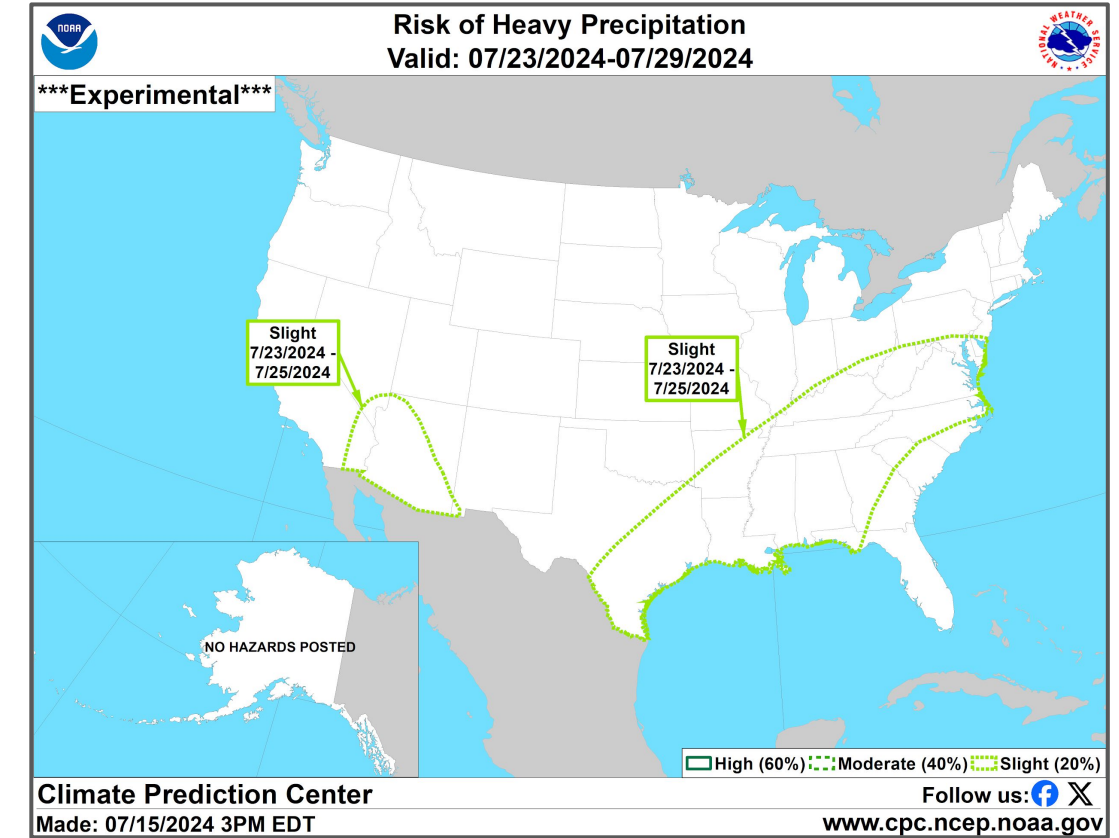 NOAA
Risk of Heavy Precipitation
Valid: 07/23/2024-07/29/2024
NATIONAL WEATHER SERVICE
***Experimental***
Slight
7/23/2024 -
7/25/2024
Slight
7/23/2024 -
7/25/2024
NO HAZARDS POSTED
High (60%) Moderate (40%) Slight (20%)
Climate Prediction Center
Follow us:
Made: 07/15/2024 3PM EDT
www.cpc.ncep.noaa.gov